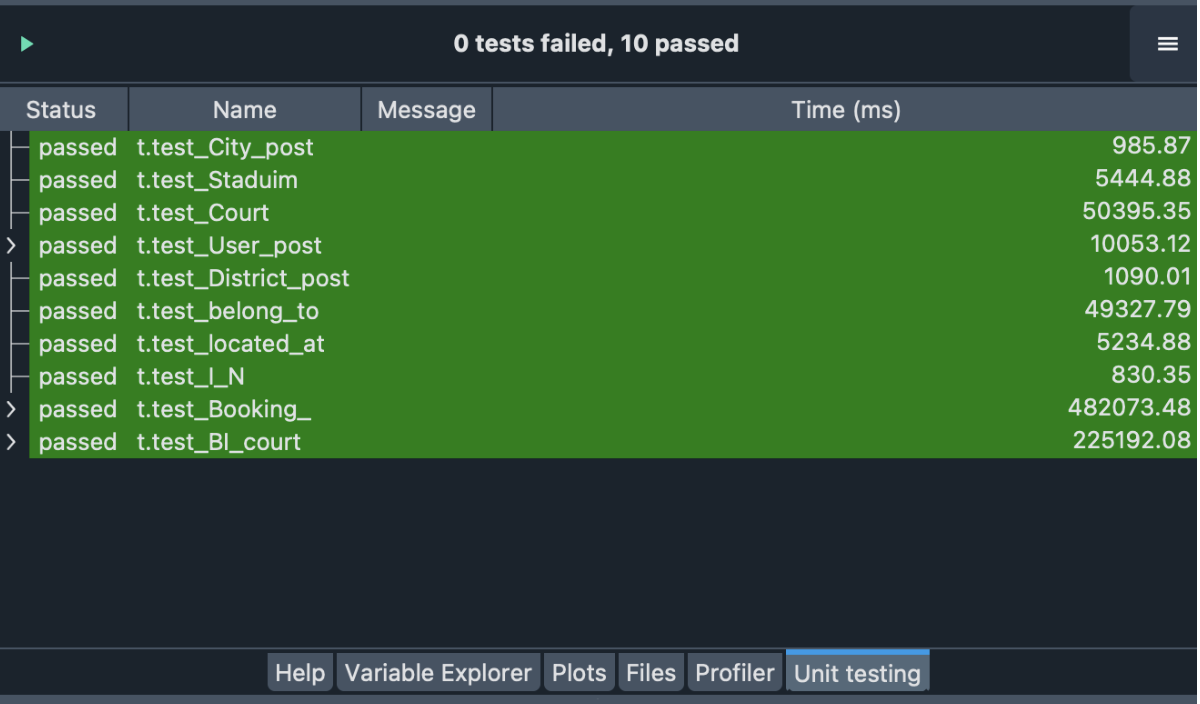 0 tests failed, 10 passed
Status Name Message Time (ms)
passed t.test_City_post 985.87
passed t.test_Staduim 5444.88
passed t.test_Court 50395.35
passed t.test_User_post 10053.12
passed t.test_District_post 1090.01
passed t.test_belong_to 49327.79
passed t.test_located_at 5234.88
passed t.test_I_N 830.35
passed t.test_Booking_ 482073.48
passed t.test_BI_court 225192.08
Help Variable Explorer Plots Files Profiler Unit testing